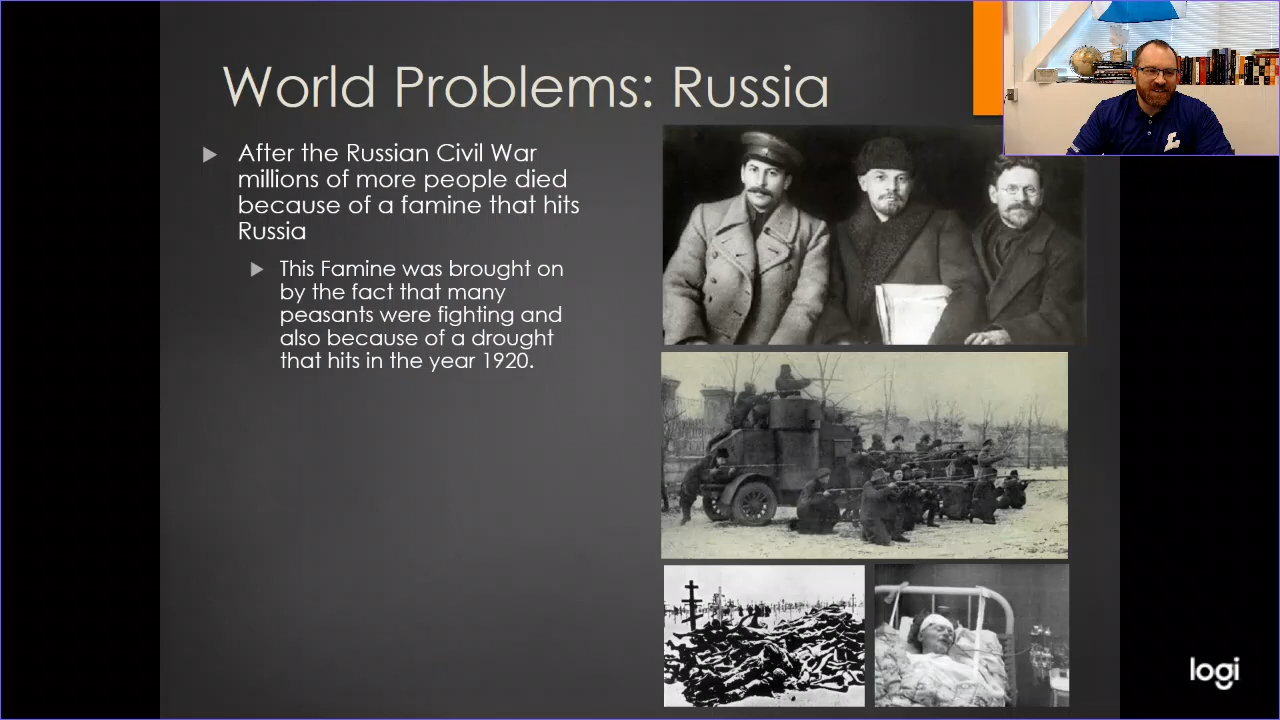 World Problems: Russia
After the Russian Civil War
millions of more people died
because of a famine that hits
Russia
This Famine was brought on
by the fact that many
peasants were fighting and
also because of a drought
that hits in the year 1920.
logi